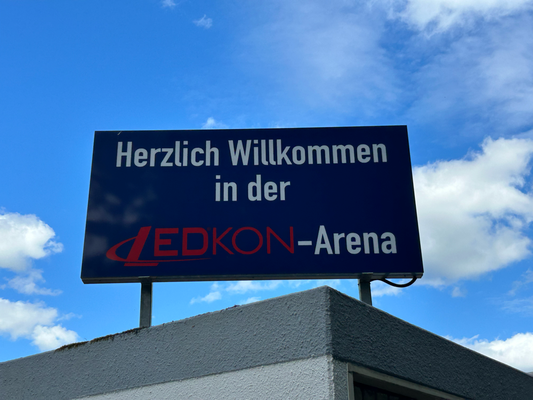 Herzlich Willkommen
in der
LEDKON-Arena